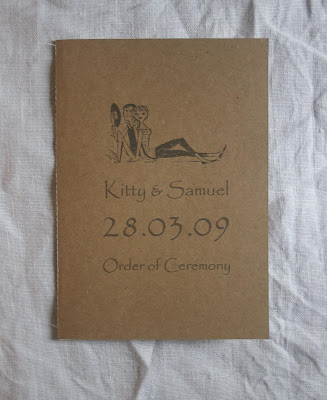 Kitty & Samuel
28.03.09
Order of Ceremony